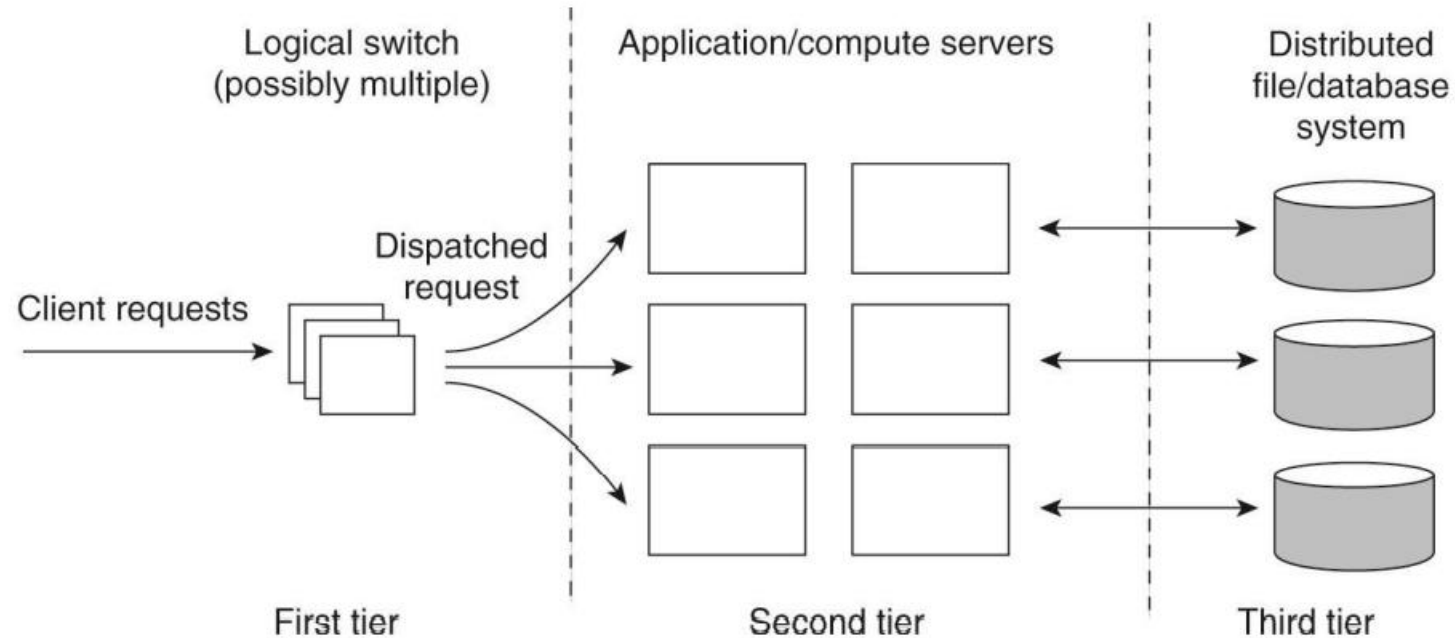 Logical switch
(possibly multiple)
Application/compute servers
Distributed
file/database
system
Dispatched
request
Client requests
First tier
Second tier
Third tier